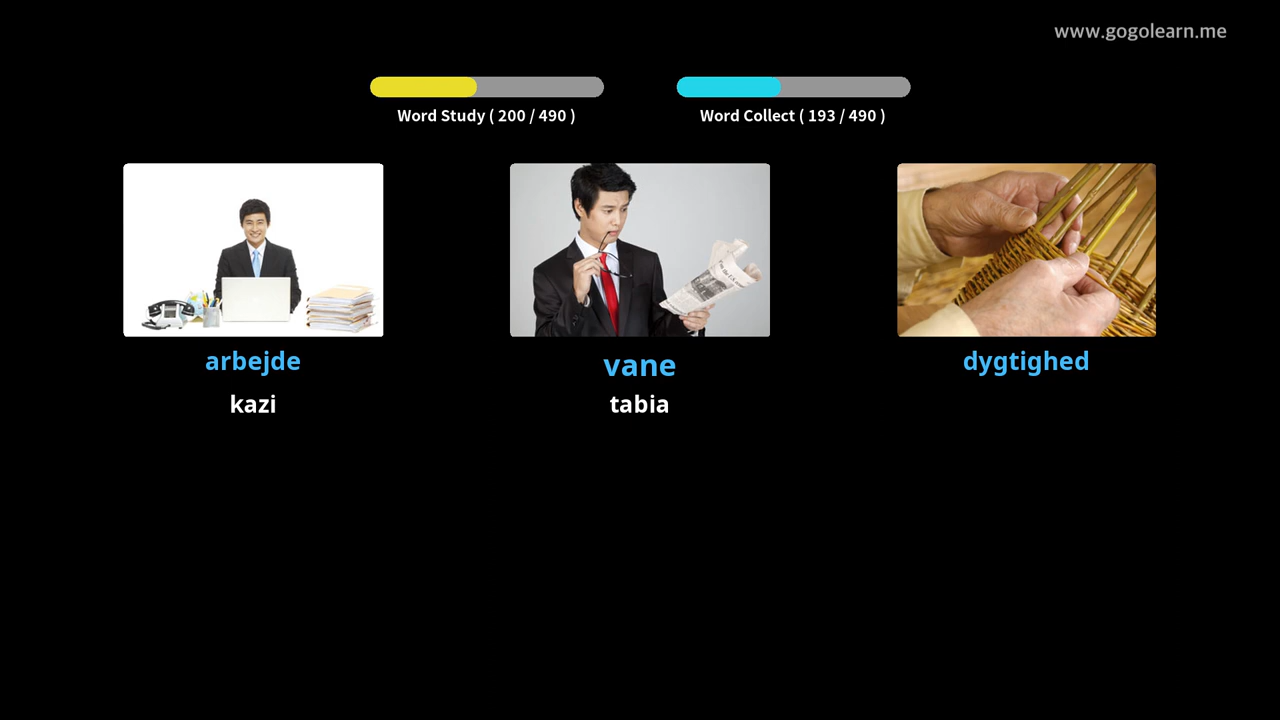 www.gogolearn.me
Word Study ( 200 / 490 )
Word Collect ( 193 / 490 )
arbejde
vane
dygtighed
kazi
tabia